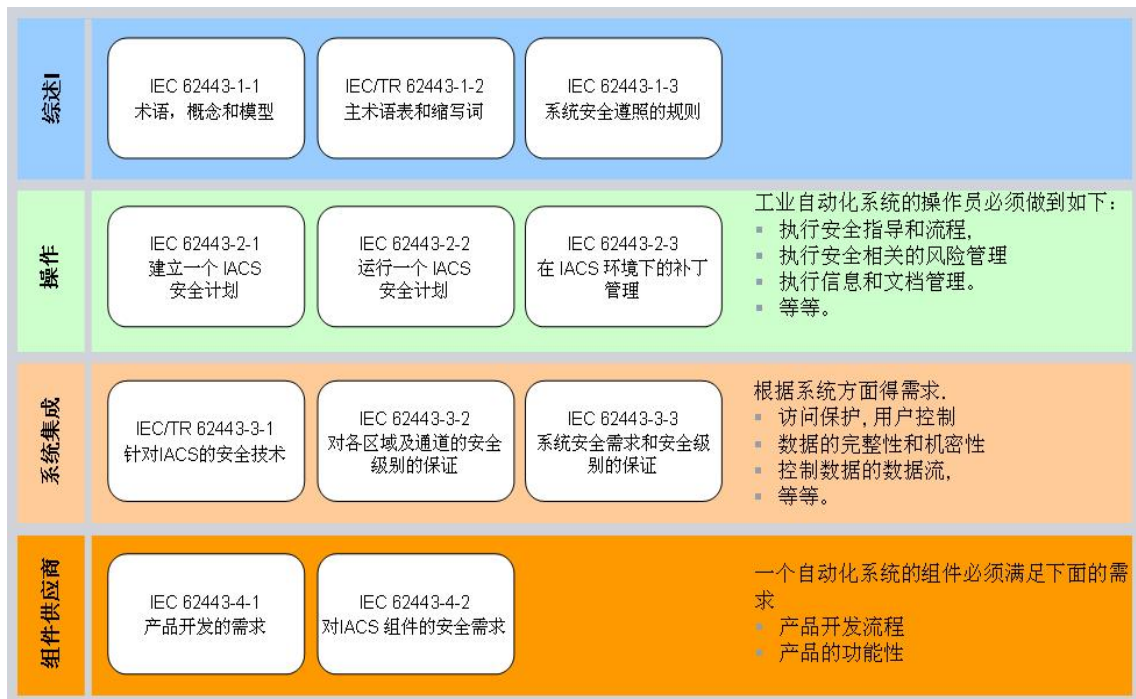 综述I
IEC 62443-1-1
术语，概念和模型
IEC/TR 62443-1-2
主术语表和缩写词
IEC 62443-1-3
系统安全遵照的规则
操作
IEC 62443-2-1
建立一个 IACS
安全计划
IEC 62443-2-2
运行一个 IACS
安全计划
IEC 62443-2-3
在 IACS 环境下的补丁
管理
工业自动化系统的操作员必须做到如下：
▪ 执行安全指导和流程,
▪ 执行安全相关的风险管理
▪ 执行信息和文档管理。
▪ 等等。
系统集成
IEC/TR 62443-3-1
针对IACS的安全技术
IEC 62443-3-2
对各区域及通道的安全
级别的保证
IEC 62443-3-3
系统安全需求和安全级
别的保证
根据系统方面得需求.
▪ 访问保护,用户控制
▪ 数据的完整性和机密性
▪ 控制数据的数据流,
▪ 等等。
组件供应商
IEC 62443-4-1
产品开发的需求
IEC 62443-4-2
对IACS 组件的安全需求
一个自动化系统的组件必须满足下面的需
求
▪ 产品开发流程
▪ 产品的功能性